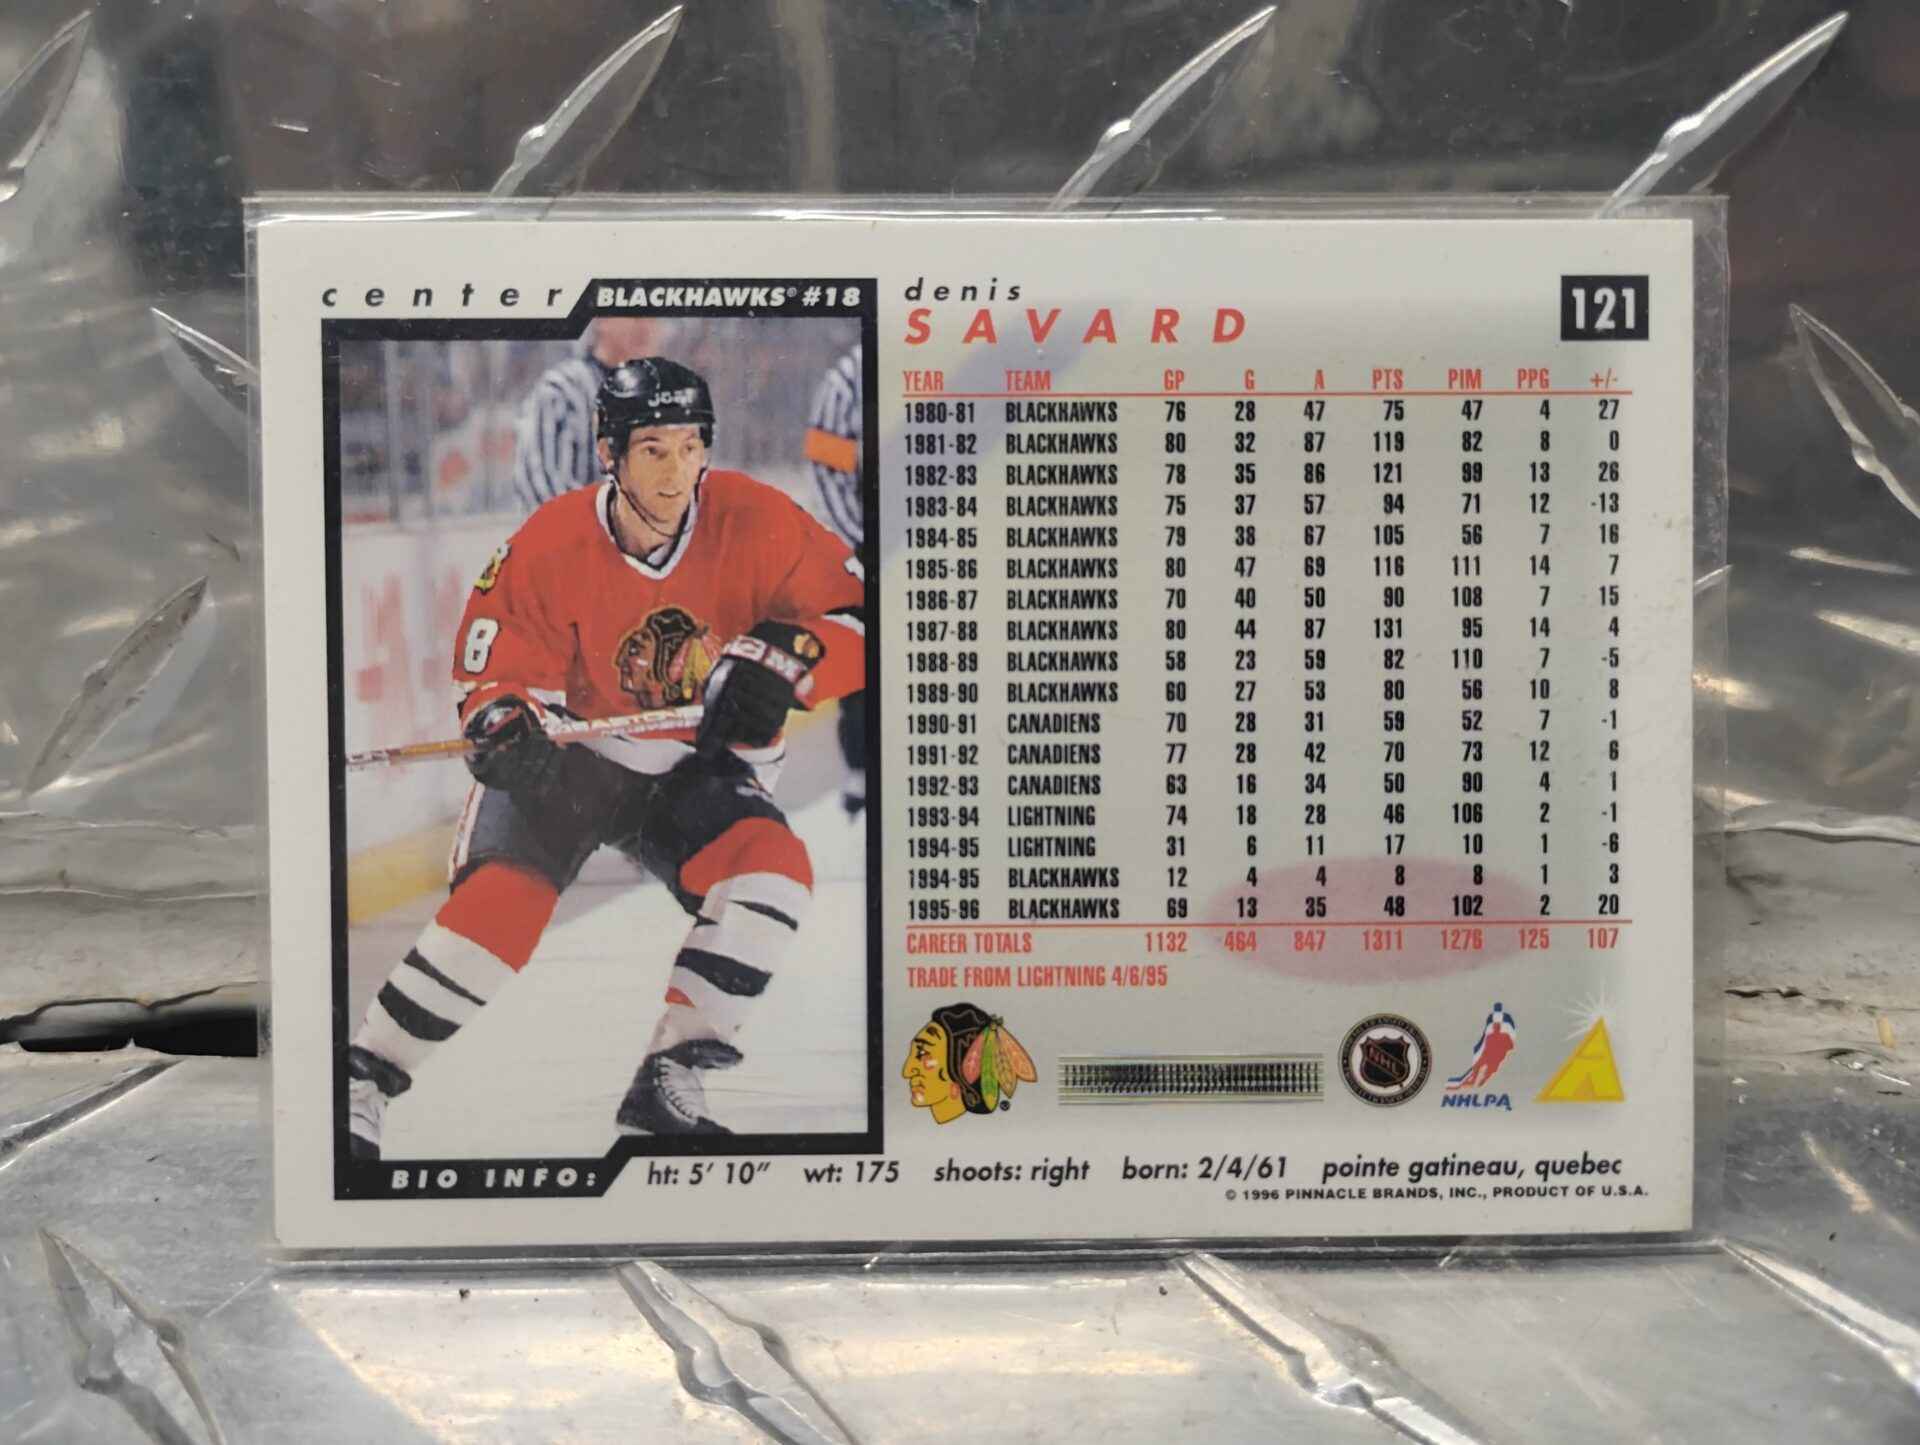 center BLACKHAWKS® #18
denis
SAVARD
121
YEAR TEAM GP G A PTS PIM PPG +/-
1980-81 BLACKHAWKS 76 28 47 75 47 4 27
1981-82 BLACKHAWKS 80 32 87 119 82 8 0
1982-83 BLACKHAWKS 78 35 86 121 99 13 26
1983-84 BLACKHAWKS 75 37 57 94 71 12 -13
1984-85 BLACKHAWKS 79 38 67 105 56 7 16
1985-86 BLACKHAWKS 80 47 69 116 111 14 7
1986-87 BLACKHAWKS 70 40 50 90 108 7 15
1987-88 BLACKHAWKS 80 44 87 131 95 14 4
1988-89 BLACKHAWKS 58 23 59 82 110 7 -5
1989-90 BLACKHAWKS 60 27 53 80 56 10 8
1990-91 CANADIENS 70 28 31 59 52 7 -1
1991-92 CANADIENS 77 28 42 70 73 12 6
1992-93 CANADIENS 63 16 34 50 90 4 1
1993-94 LIGHTNING 74 18 28 46 106 2 -1
1994-95 LIGHTNING 31 6 11 17 10 1 -6
1994-95 BLACKHAWKS 12 4 4 8 8 1 3
1995-96 BLACKHAWKS 69 13 35 48 102 2 20
CAREER TOTALS 1132 464 847 1311 1276 125 107
TRADE FROM LIGHTNING 4/6/95
8
NHL
NHLPA
®
BIO INFO: ht: 5' 10" wt: 175 shoots: right born: 2/4/61 pointe gatineau, quebec
© 1996 PINNACLE BRANDS, INC., PRODUCT OF U.S.A.